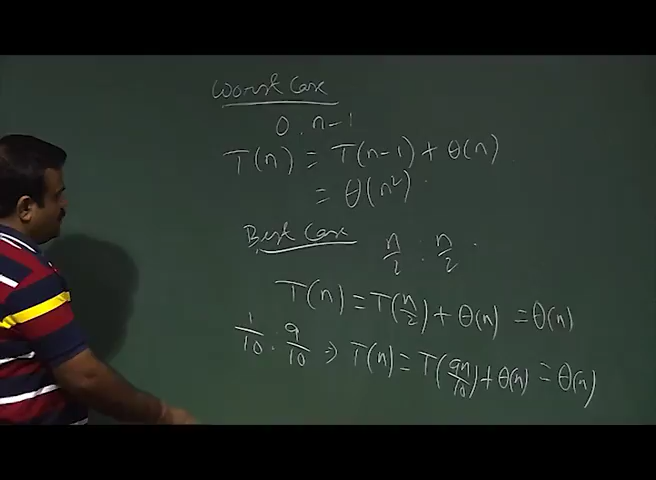 Worst Case
0 . n-1
T(n) = T(n-1) + θ(n)
= θ(n²) .
Best Case n/2 : n/2 .
T(n) = T(n/2) + θ(n) = θ(n)
1/10 : 9/10 ⇒ T(n) = T(9n/10) + θ(n) = θ(n)